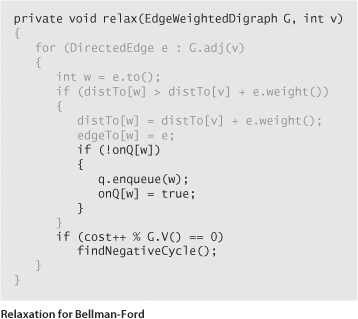 private void relax(EdgeWeightedDigraph G, int v)
{
for (DirectedEdge e : G.adj(v)
{
int w = e.to();
if (distTo[w] > distTo[v] + e.weight())
{
distTo[w] = distTo[v] + e.weight();
edgeTo[w] = e;
if (!onQ[w])
{
q.enqueue(w);
onQ[w] = true;
}
}
if (cost++ % G.V() == 0)
findNegativeCycle();
}
}
Relaxation for Bellman-Ford